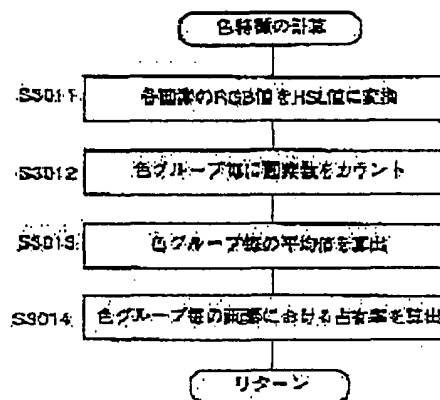 色特徴の計算
S3011 各画素のRGB値をHSL値に変換
S3012 色グループ毎に画素数をカウント
S3013 色グループ毎の平均値を算出
S3014 色グループ毎の画像における占有率を算出
リターン